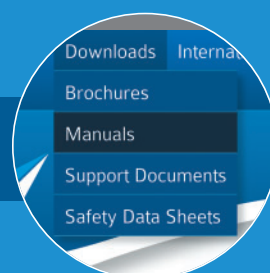 Downloads
Brochures
Manuals
Support Documents
Safety Data Sheets